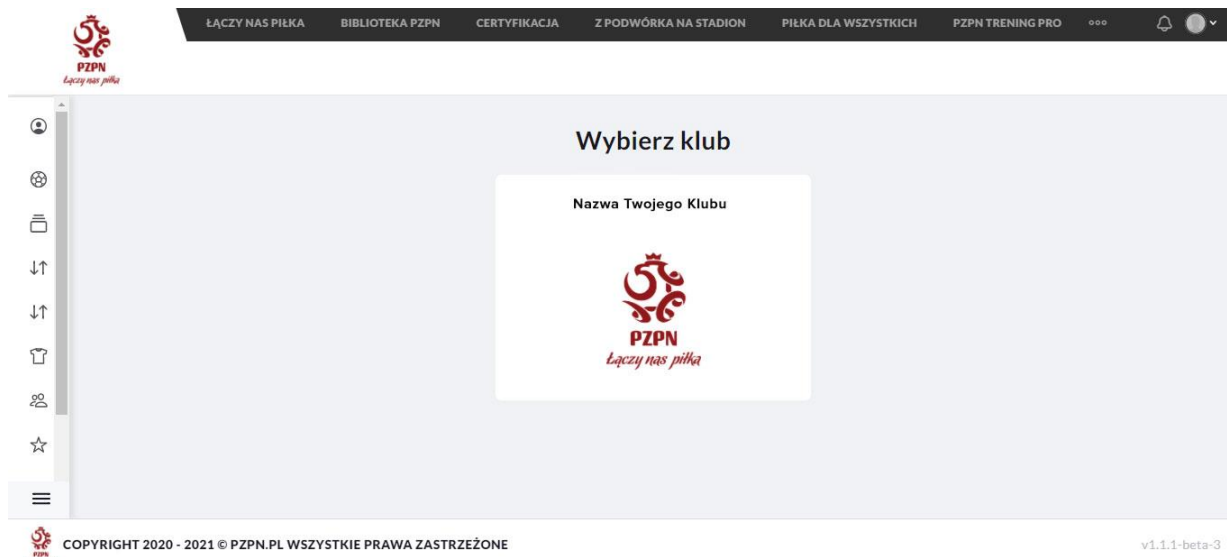 ŁĄCZY NAS PIŁKA BIBLIOTEKA PZPN CERTYFIKACJA Z PODWÓRKA NA STADION PIŁKA DLA WSZYSTKICH PZPN TRENING PRO
PZPN
Łączy nas piłka
Wybierz klub
Nazwa Twojego Klubu
PZPN
Łączy nas piłka
PZPN
COPYRIGHT 2020 - 2021 © PZPN.PL WSZYSTKIE PRAWA ZASTRZEŻONE v1.1.1-beta-3